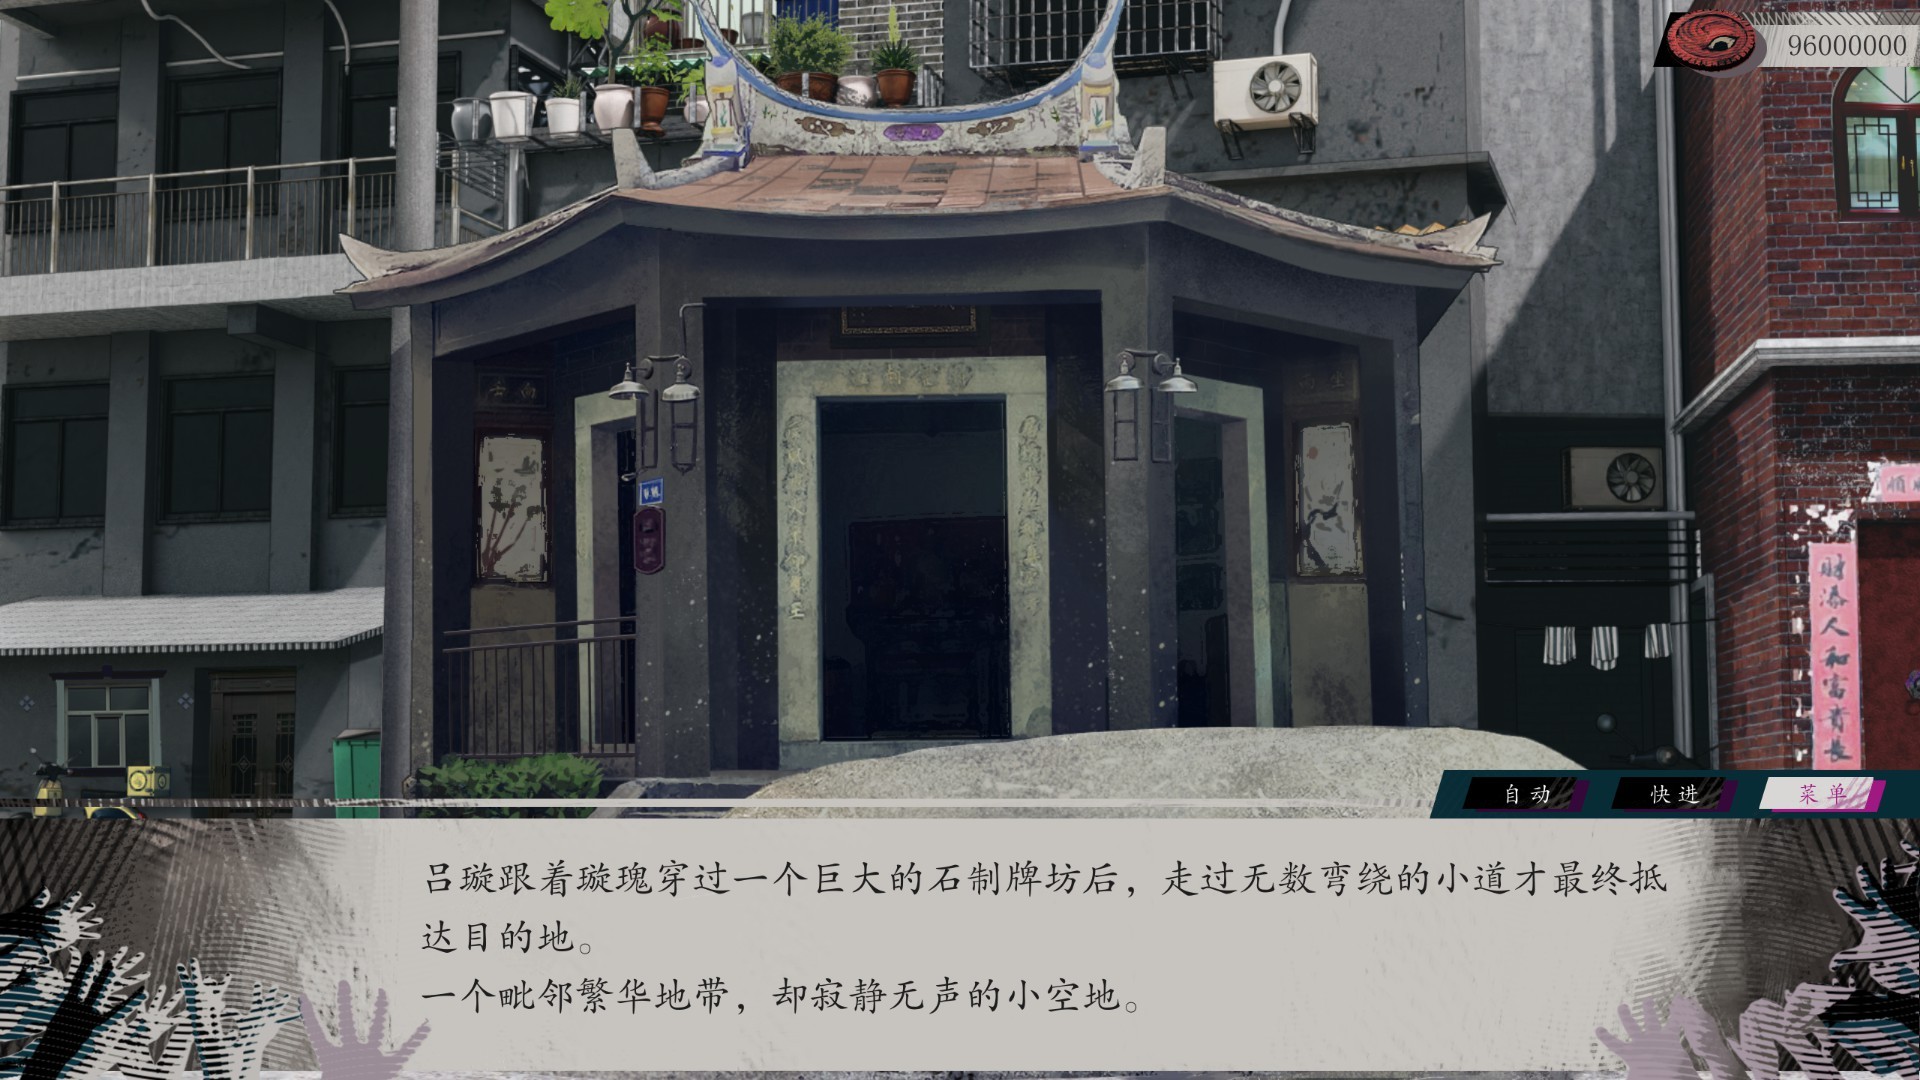 96000000
财添人和富贵长
自动
快进
菜单
吕璇跟着璇瑰穿过一个巨大的石制牌坊后，走过无数弯绕的小道才最终抵
达目的地。
一个毗邻繁华地带，却寂静无声的小空地。